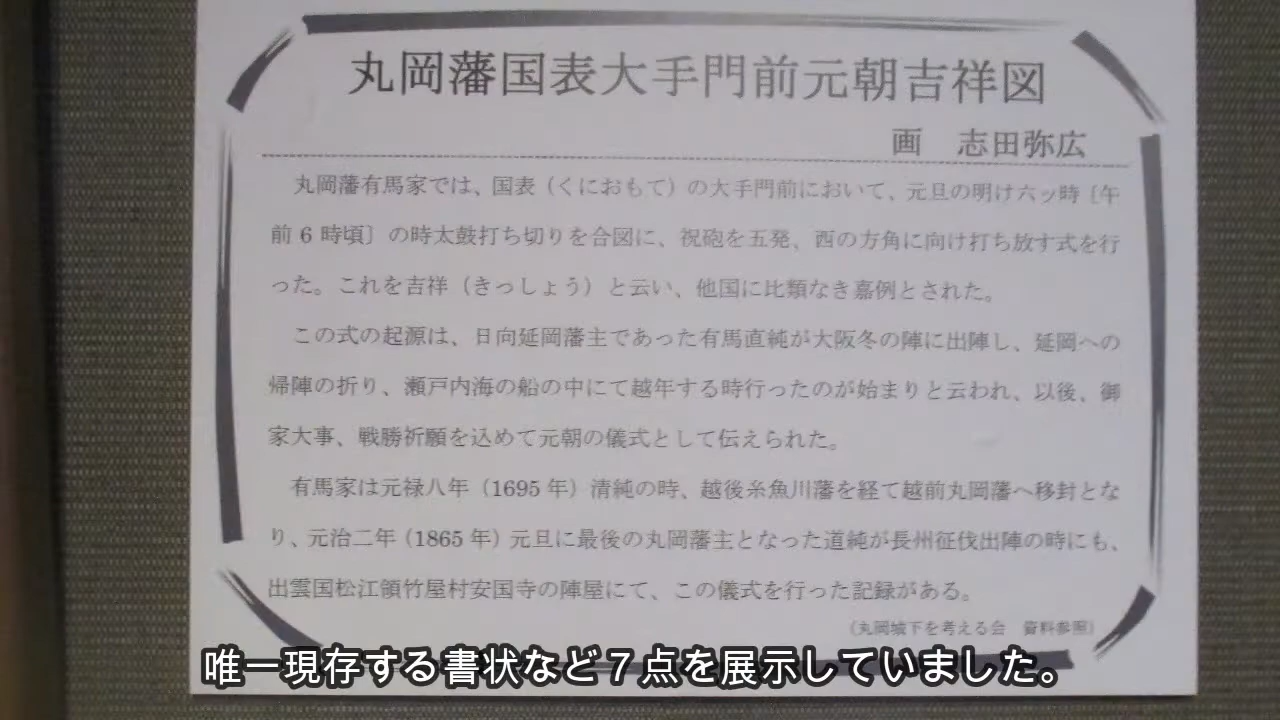 丸岡藩国表大手門前元朝吉祥図
画　志田弥広
丸岡藩有馬家では、国表（くにおもて）の大手門前において、元旦の明け六ッ時〔午
前 6 時頃〕の時太鼓打ち切りを合図に、祝砲を五発、西の方角に向け打ち放す式を行
った。これを吉祥（きっしょう）と云い、他国に比類なき嘉例とされた。
この式の起源は、日向延岡藩主であった有馬直純が大阪冬の陣に出陣し、延岡への
帰陣の折り、瀬戸内海の船の中にて越年する時行ったのが始まりと云われ、以後、御
家大事、戦勝祈願を込めて元朝の儀式として伝えられた。
有馬家は元禄八年（1695 年）清純の時、越後糸魚川藩を経て越前丸岡藩へ移封とな
り、元治二年（1865 年）元旦に最後の丸岡藩主となった道純が長州征伐出陣の時にも、
出雲国松江領竹屋村安国寺の陣屋にて、この儀式を行った記録がある。
（丸岡城下を考える会　資料参照）
唯一現存する書状など７点を展示していました。